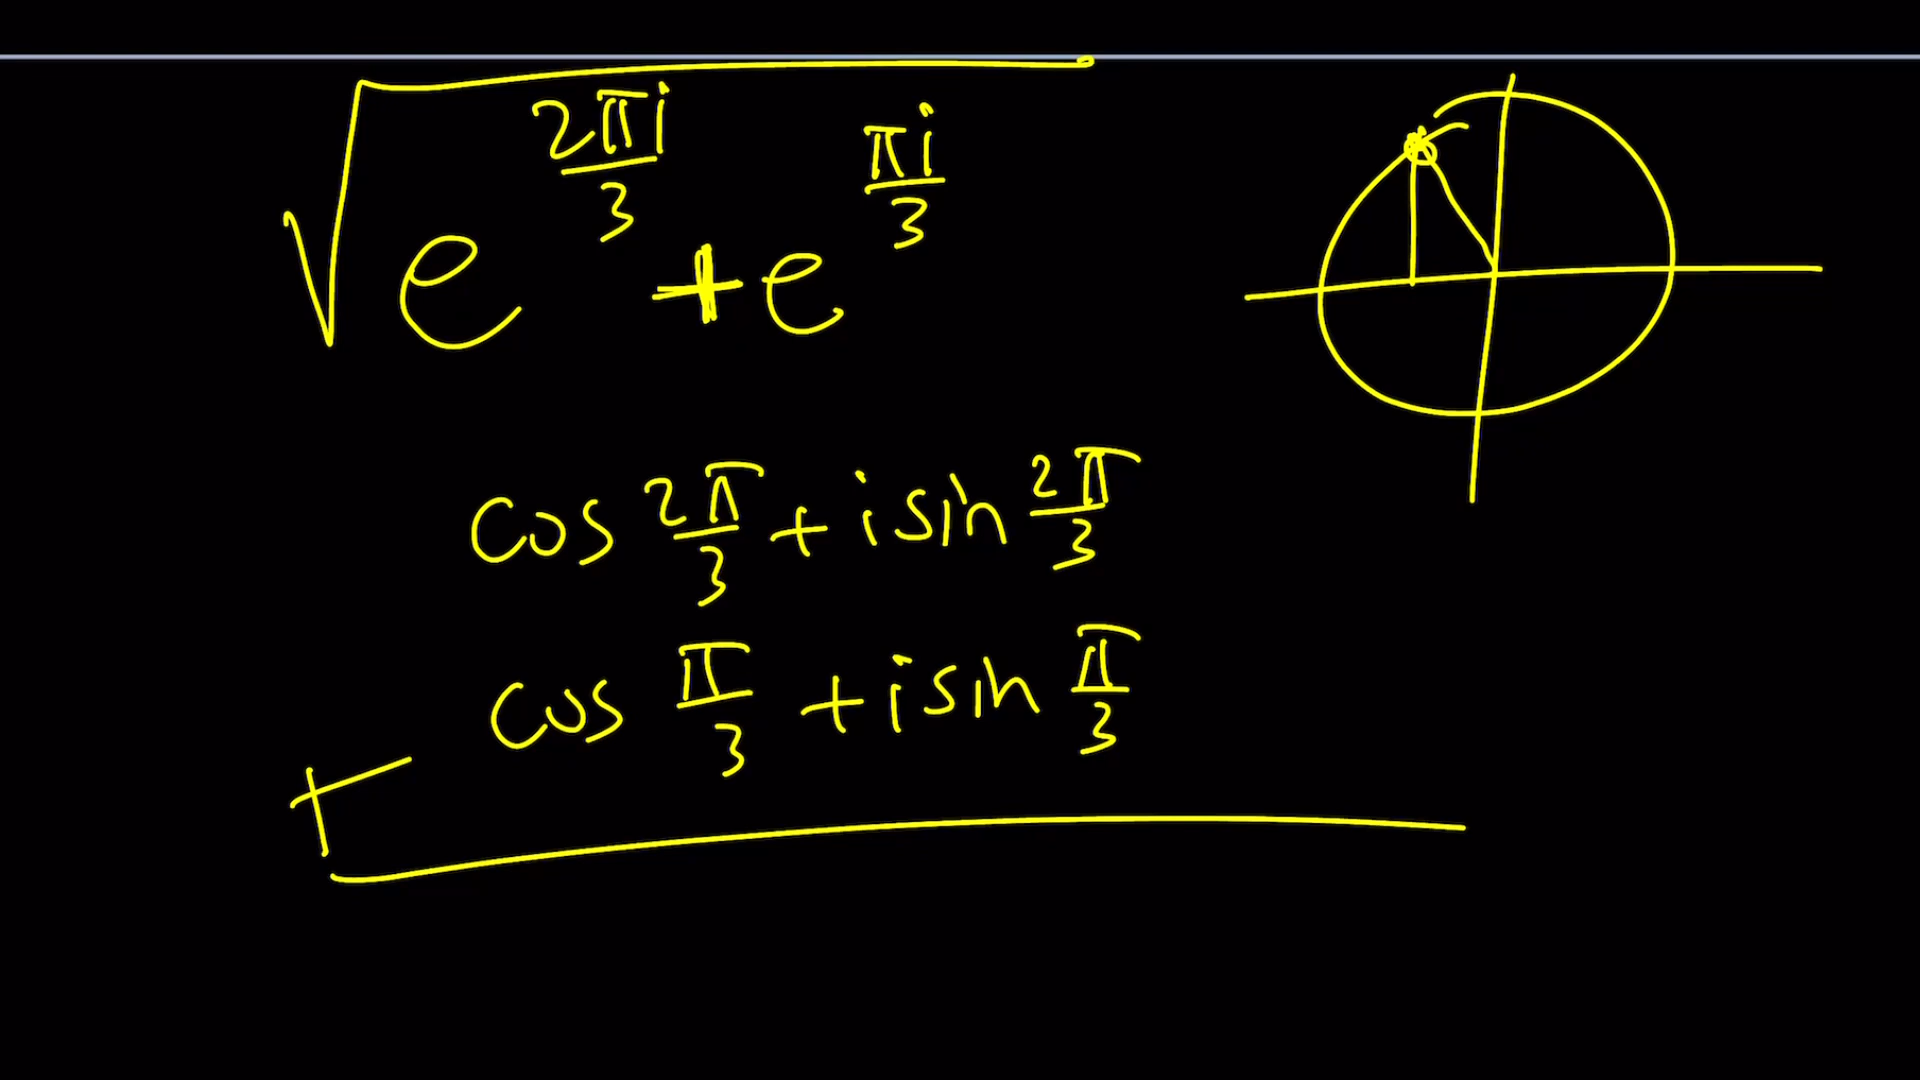 √(e^(2πi/3) + e^(πi/3))
cos 2π/3 + i sin 2π/3
cos π/3 + i sin π/3
+